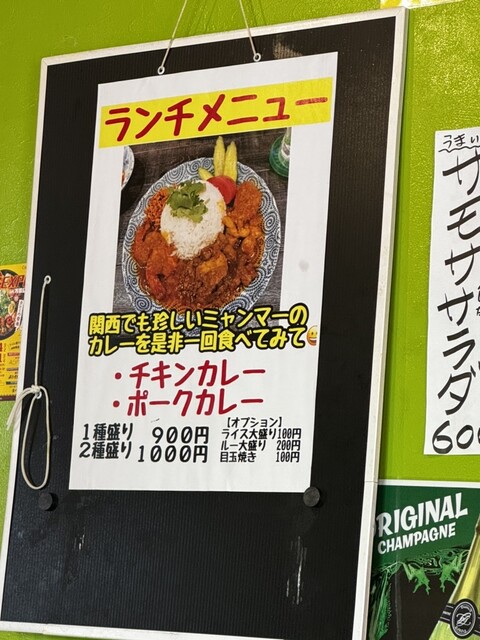 ランチメニュー
関西でも珍しいミャンマーの
カレーを是非一回食べてみて😀
・チキンカレー
・ポークカレー
1種盛り 900円
2種盛り 1000円
【オプション】
ライス大盛り100円
ルー大盛り 200円
目玉焼き 100円
うまい
サモササラダ
ORIGINAL
CHAMPAGNE